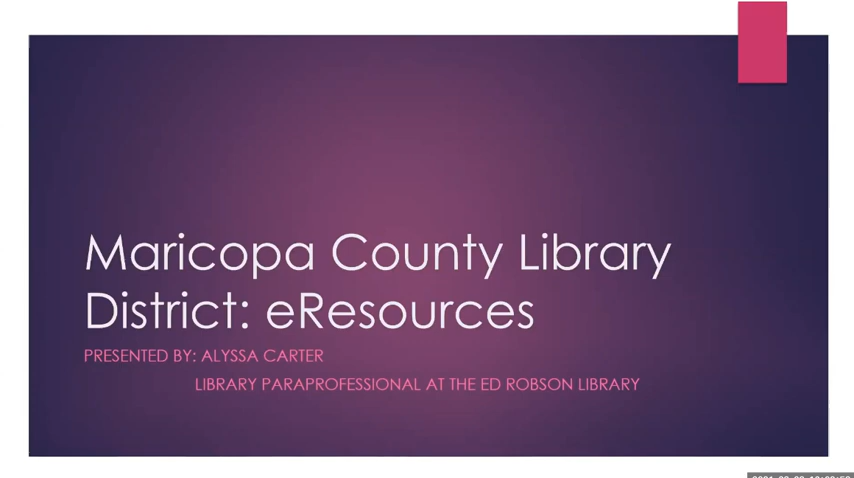 Maricopa County Library
District: eResources
PRESENTED BY: ALYSSA CARTER
LIBRARY PARAPROFESSIONAL AT THE ED ROBSON LIBRARY